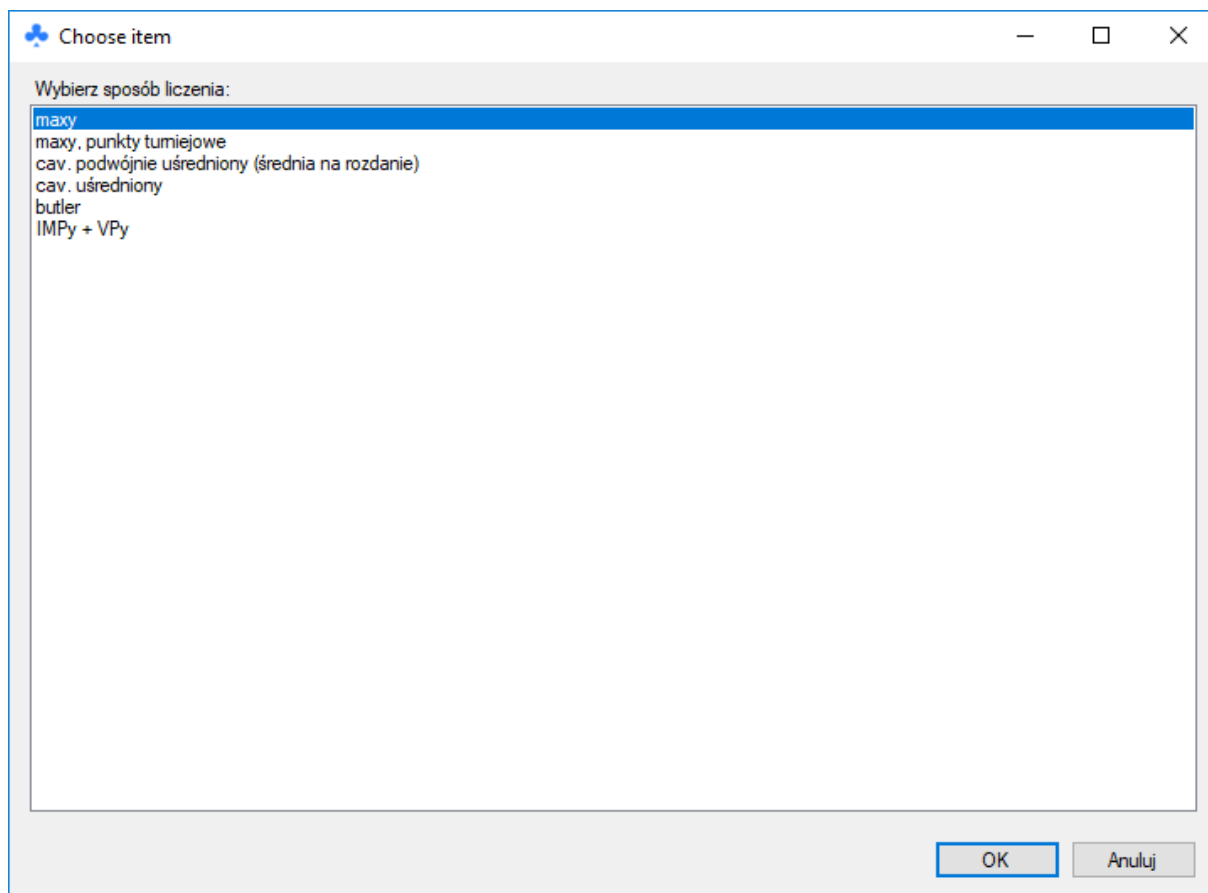 Choose item
Wybierz sposób liczenia:
maxy
maxy, punkty turniejowe
cav. podwójnie uśredniony (średnia na rozdanie)
cav. uśredniony
butler
IMPy + VPy
OK Anuluj